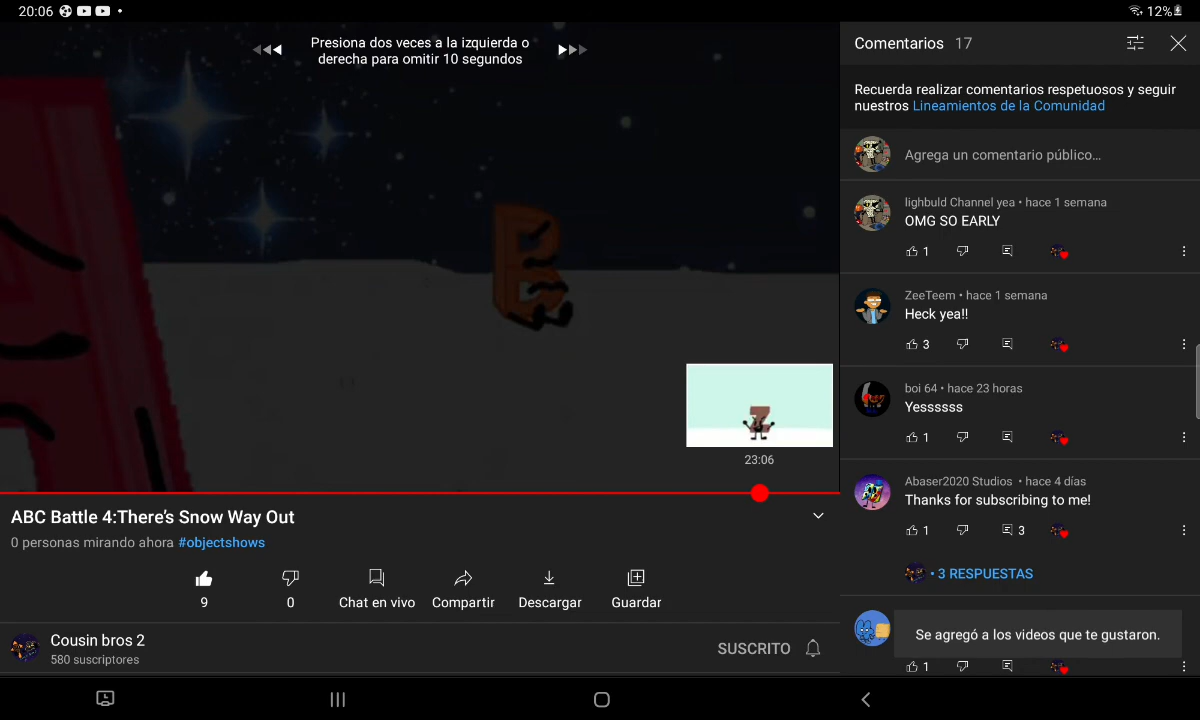 20:06
12%
Presiona dos veces a la izquierda o
derecha para omitir 10 segundos
23:06
ABC Battle 4:There's Snow Way Out
0 personas mirando ahora #objectshows
9
0
Chat en vivo
Compartir
Descargar
Guardar
Cousin bros 2
580 suscriptores
SUSCRITO
Comentarios 17
Recuerda realizar comentarios respetuosos y seguir
nuestros Lineamientos de la Comunidad
Agrega un comentario público...
lighbuld Channel yea • hace 1 semana
OMG SO EARLY
1
ZeeTeem • hace 1 semana
Heck yea!!
3
boi 64 • hace 23 horas
Yessssss
1
Abaser2020 Studios • hace 4 días
Thanks for subscribing to me!
1
3
• 3 RESPUESTAS
Se agregó a los videos que te gustaron.
1